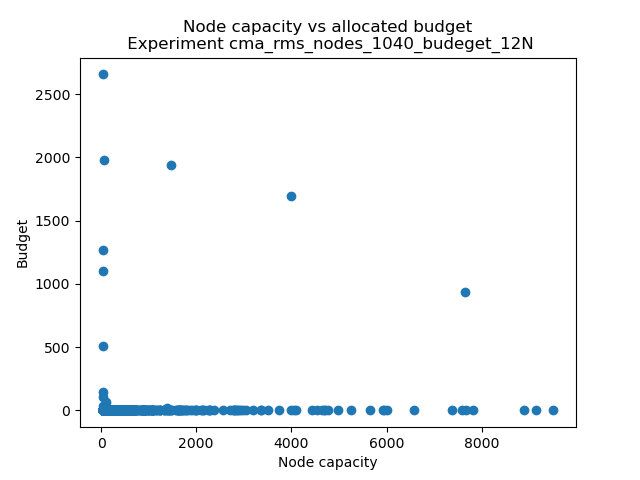 Node capacity vs allocated budget
Experiment cma_rms_nodes_1040_budeget_12N
2500
2000
1500
1000
500
0
Budget
0 2000 4000 6000 8000
Node capacity